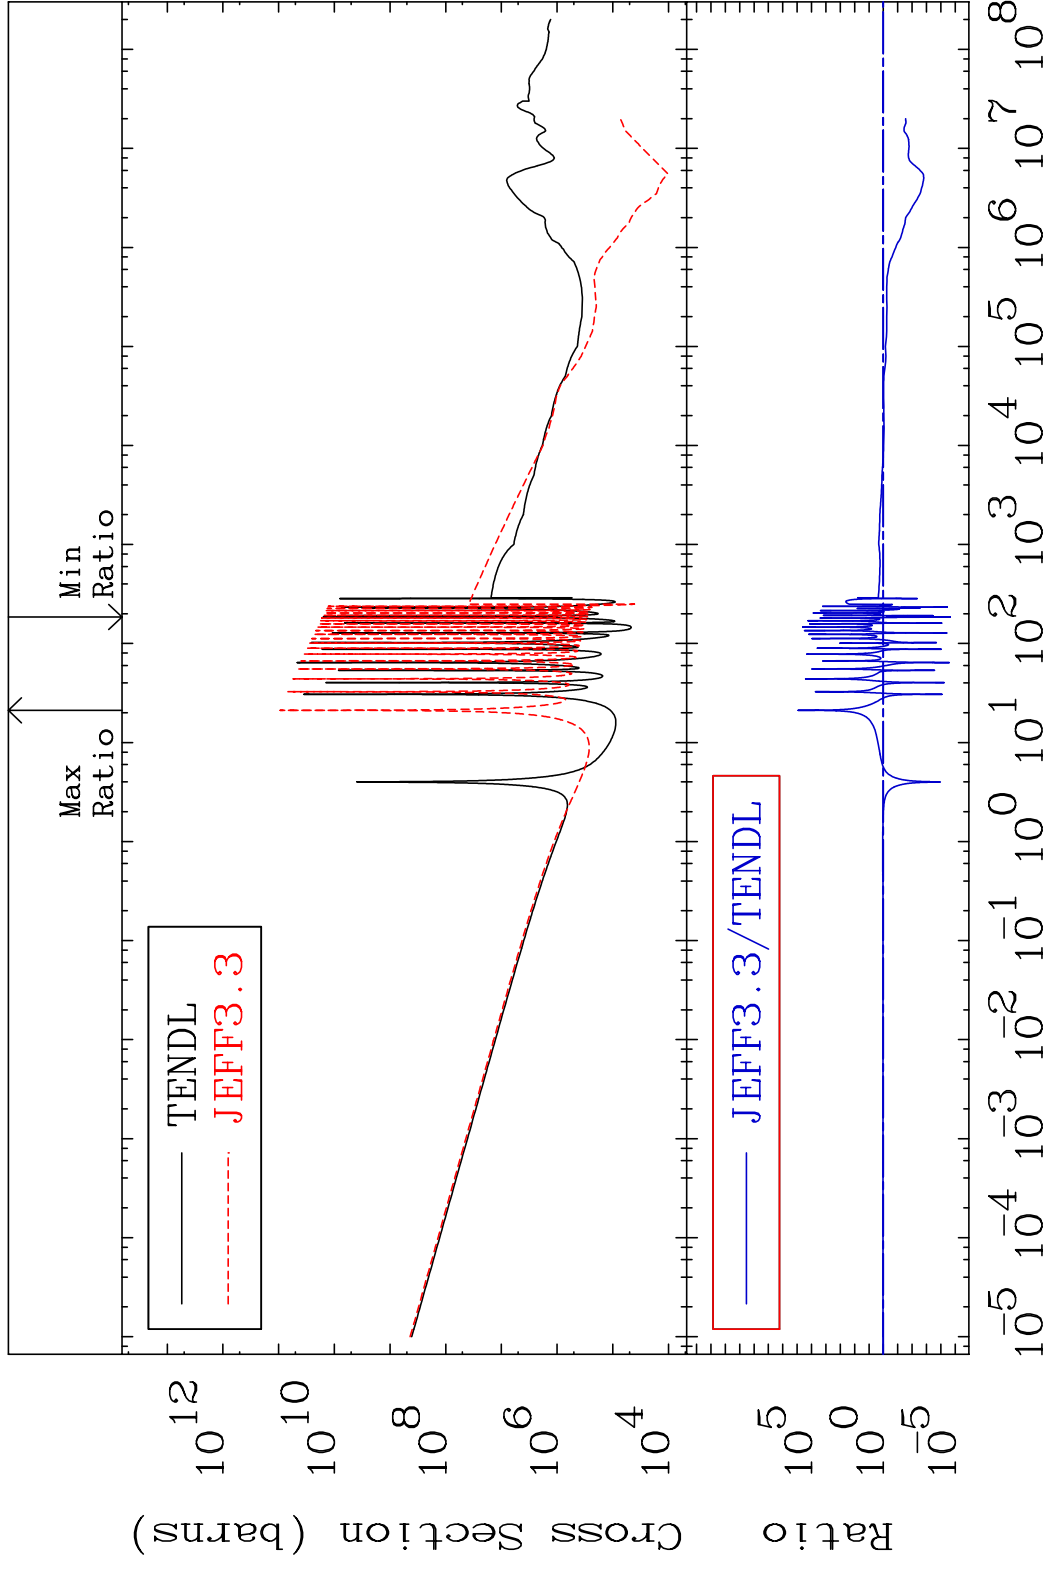 Max
Ratio
Min
Ratio
TENDL
JEFF3.3
Cross Section (barns)
10^12
10^10
10^8
10^6
10^4
JEFF3.3/TENDL
Ratio
10^5
10^0
10^-5
10^-5 10^-4 10^-3 10^-2 10^-1 10^0 10^1 10^2 10^3 10^4 10^5 10^6 10^7 10^8